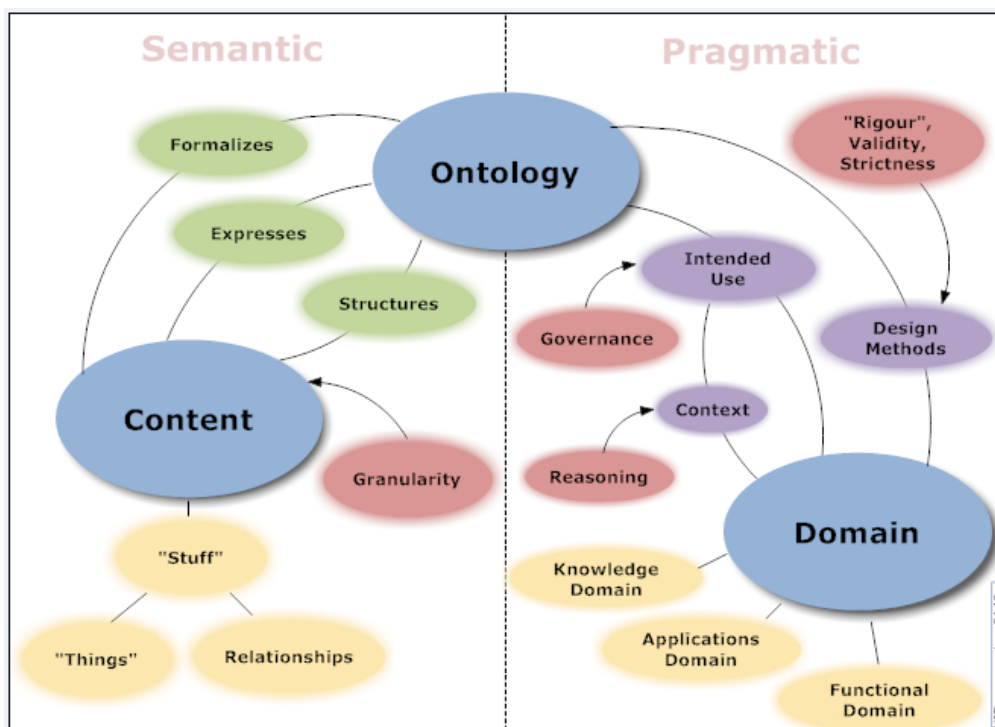 Semantic
Pragmatic
Formalizes
Ontology
"Rigour",
Validity,
Strictness
Expresses
Intended
Use
Structures
Governance
Design
Methods
Content
Context
Granularity
Reasoning
Domain
"Stuff"
Knowledge
Domain
"Things"
Relationships
Applications
Domain
Functional
Domain